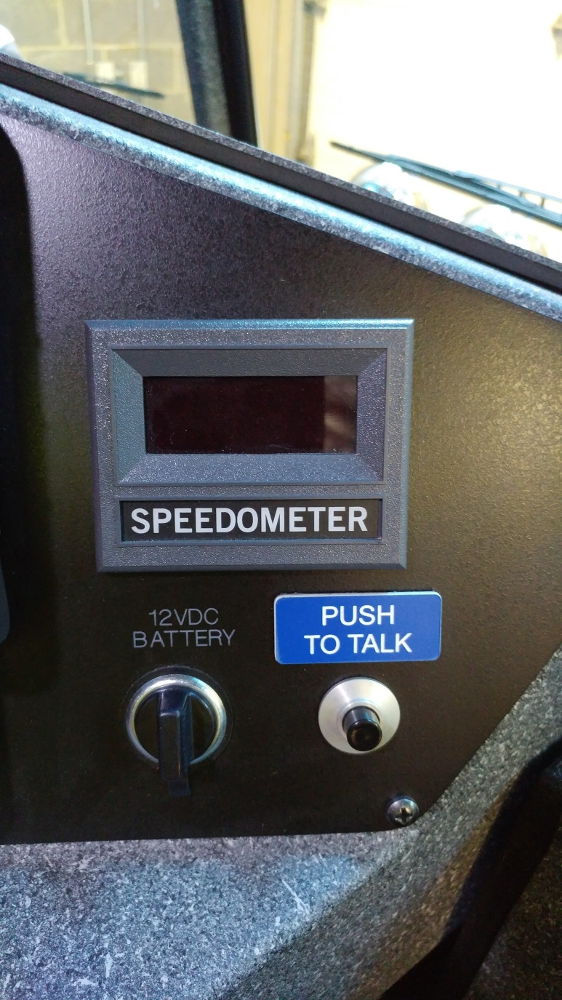 SPEEDOMETER
12VDC
BATTERY
PUSH
TO TALK